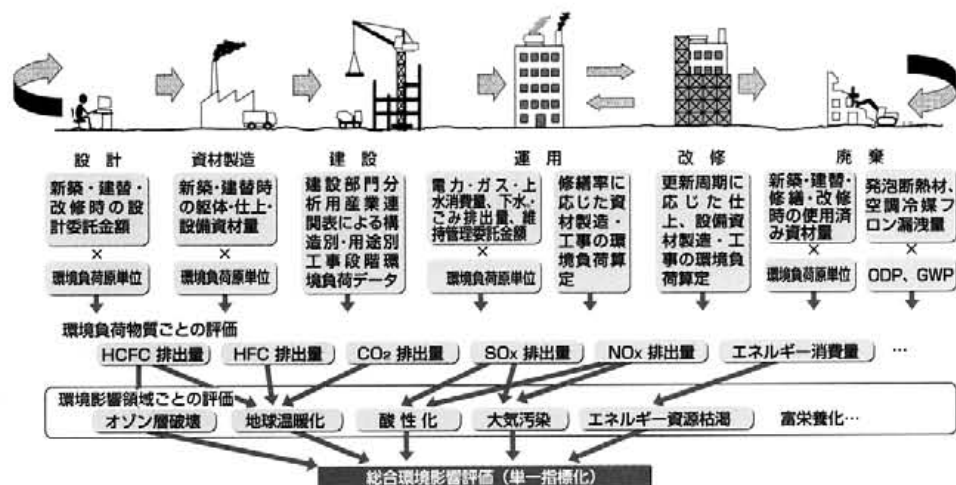 設計
資材製造
建設
運用
改修
廃棄
新築・建替・
改修時の設
計委託金額
×
環境負荷原単位
新築・建替時
の躯体・仕上・
設備資材量
×
環境負荷原単位
建設部門分
析用産業連
関表による構
造別・用途別
工事段階環
境負荷データ
電力・ガス・上
水消費量、下水・
ごみ排出量、維
持管理委託金額
×
環境負荷原単位
修繕率に
応じた資
材製造・
工事の環
境負荷算
定
更新周期に
応じた仕
上、設備資
材製造・工
事の環境負
荷算定
新築・建替・
修繕・改修
時の使用済
み資材量
×
環境負荷原単位
発泡断熱材、
空調冷媒フ
ロン漏洩量
×
ODP、GWP
環境負荷物質ごとの評価
HCFC 排出量
HFC 排出量
CO₂ 排出量
SOx 排出量
NOx 排出量
エネルギー消費量
…
環境影響領域ごとの評価
オゾン層破壊
地球温暖化
酸性化
大気汚染
エネルギー資源枯渇
富栄養化…
総合環境影響評価（単一指標化）